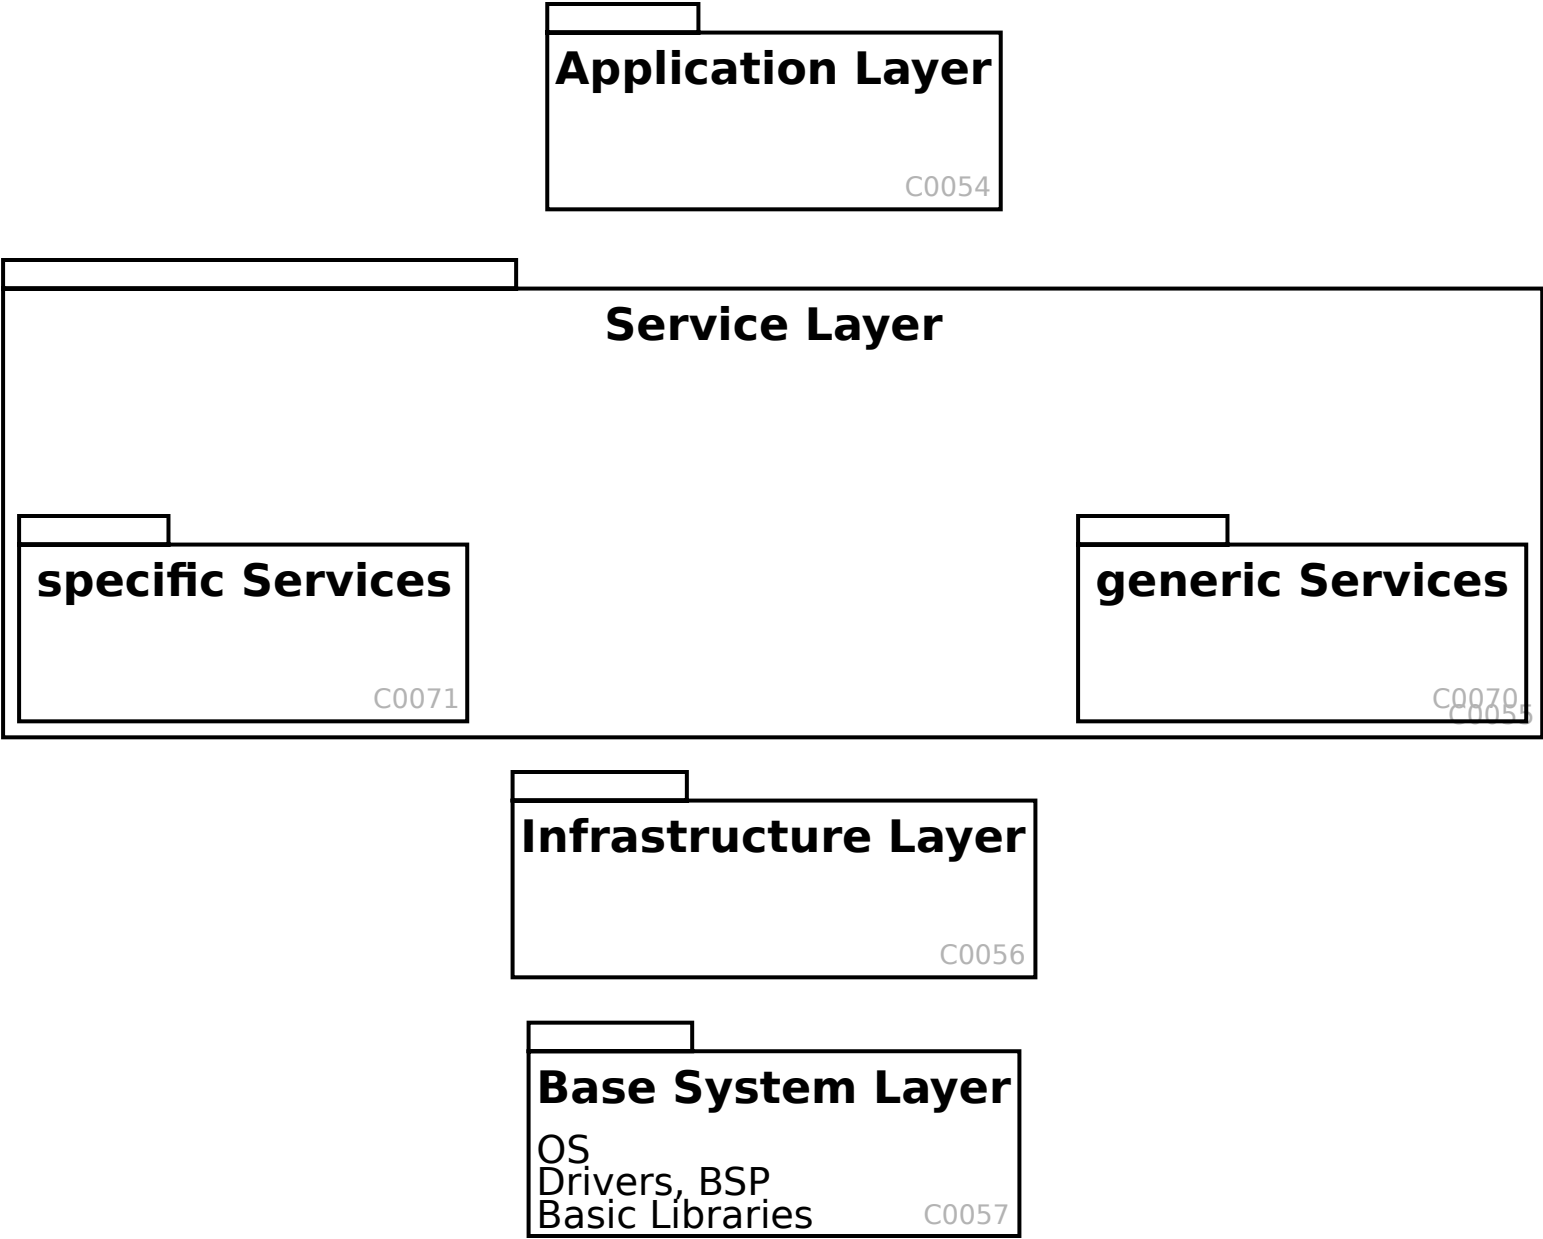 Application Layer
C0054
Service Layer
specific Services
generic Services
C0071
C0070
C0055
Infrastructure Layer
C0056
Base System Layer
OS
Drivers, BSP
Basic Libraries
C0057